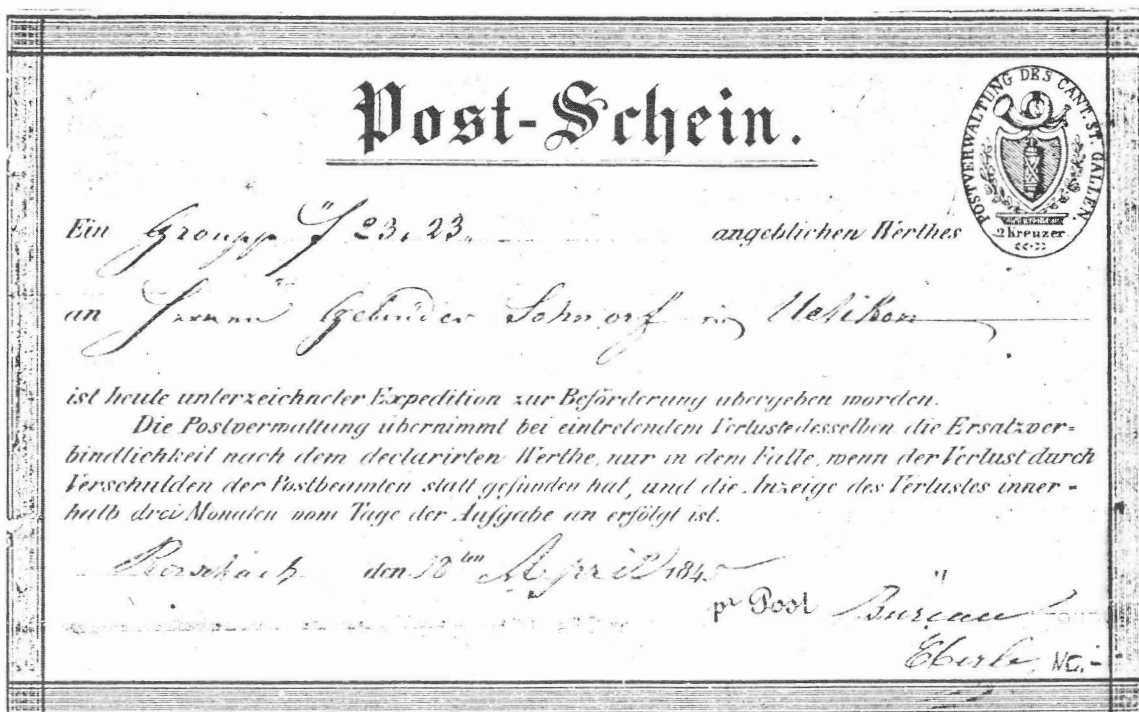 Post-Schein.
POSTVERWALTUNG DES CANT. ST. GALLEN.
2 Kreuzer
Ein Groupp f 23. 23. angeblichen Werthes
an Herren Gebrüder Schnorf in Uetikon
ist heute unterzeichneter Expedition zur Beförderung übergeben worden.
Die Postverwaltung übernimmt bei eintretendem Verluste desselben die Ersatzver=
bindlichkeit nach dem declarirten Werthe, nur in dem Falle, wenn der Verlust durch
Verschulden der Postbeamten statt gefunden hat, und die Anzeige des Verlustes inner=
halb drei Monaten vom Tage der Aufgabe an erfolgt ist.
Rorschach den 18ten April 1845
pr Post Büreau
Eberle